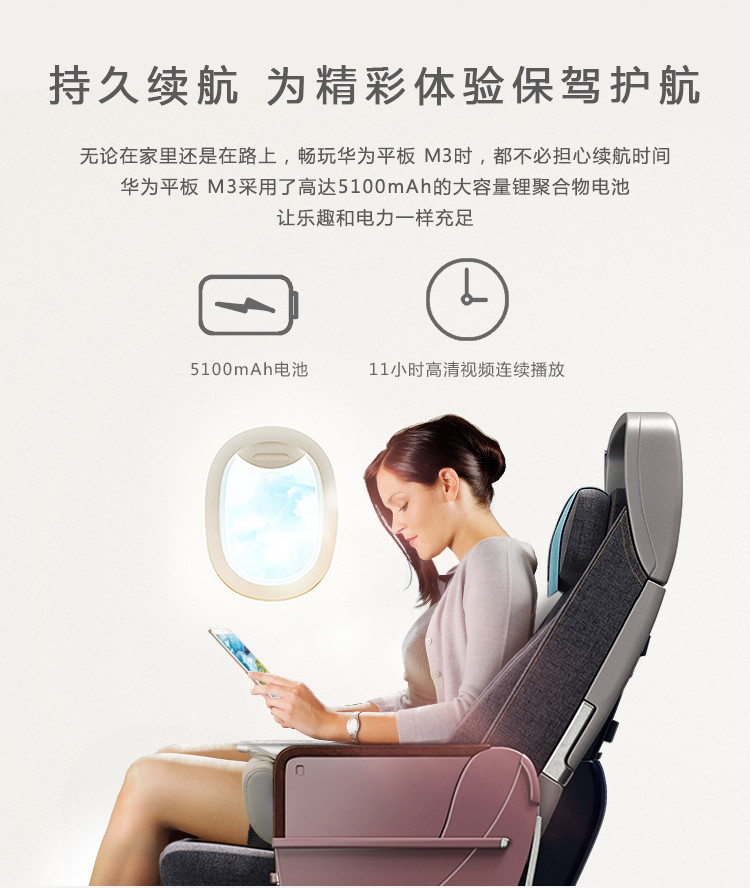 持久续航 为精彩体验保驾护航
无论在家里还是在路上，畅玩华为平板 M3时，都不必担心续航时间
华为平板 M3采用了高达5100mAh的大容量锂聚合物电池
让乐趣和电力一样充足
5100mAh电池
11小时高清视频连续播放